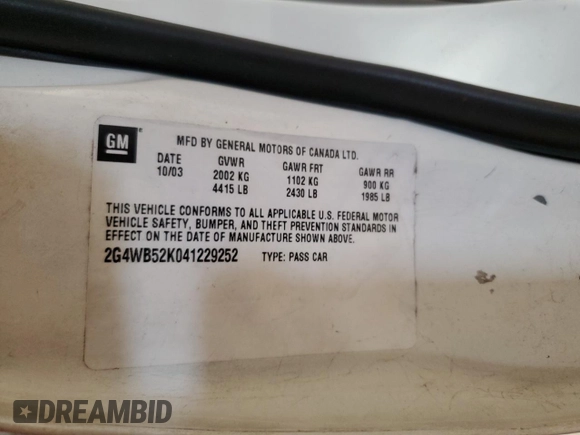 GM
MFD BY GENERAL MOTORS OF CANADA LTD.
DATE GVWR GAWR FRT GAWR RR
10/03 2002 KG 1102 KG 900 KG
4415 LB 2430 LB 1985 LB
THIS VEHICLE CONFORMS TO ALL APPLICABLE U.S. FEDERAL MOTOR
VEHICLE SAFETY, BUMPER, AND THEFT PREVENTION STANDARDS IN
EFFECT ON THE DATE OF MANUFACTURE SHOWN ABOVE.
2G4WB52K041229252 TYPE: PASS CAR
DREAMBID